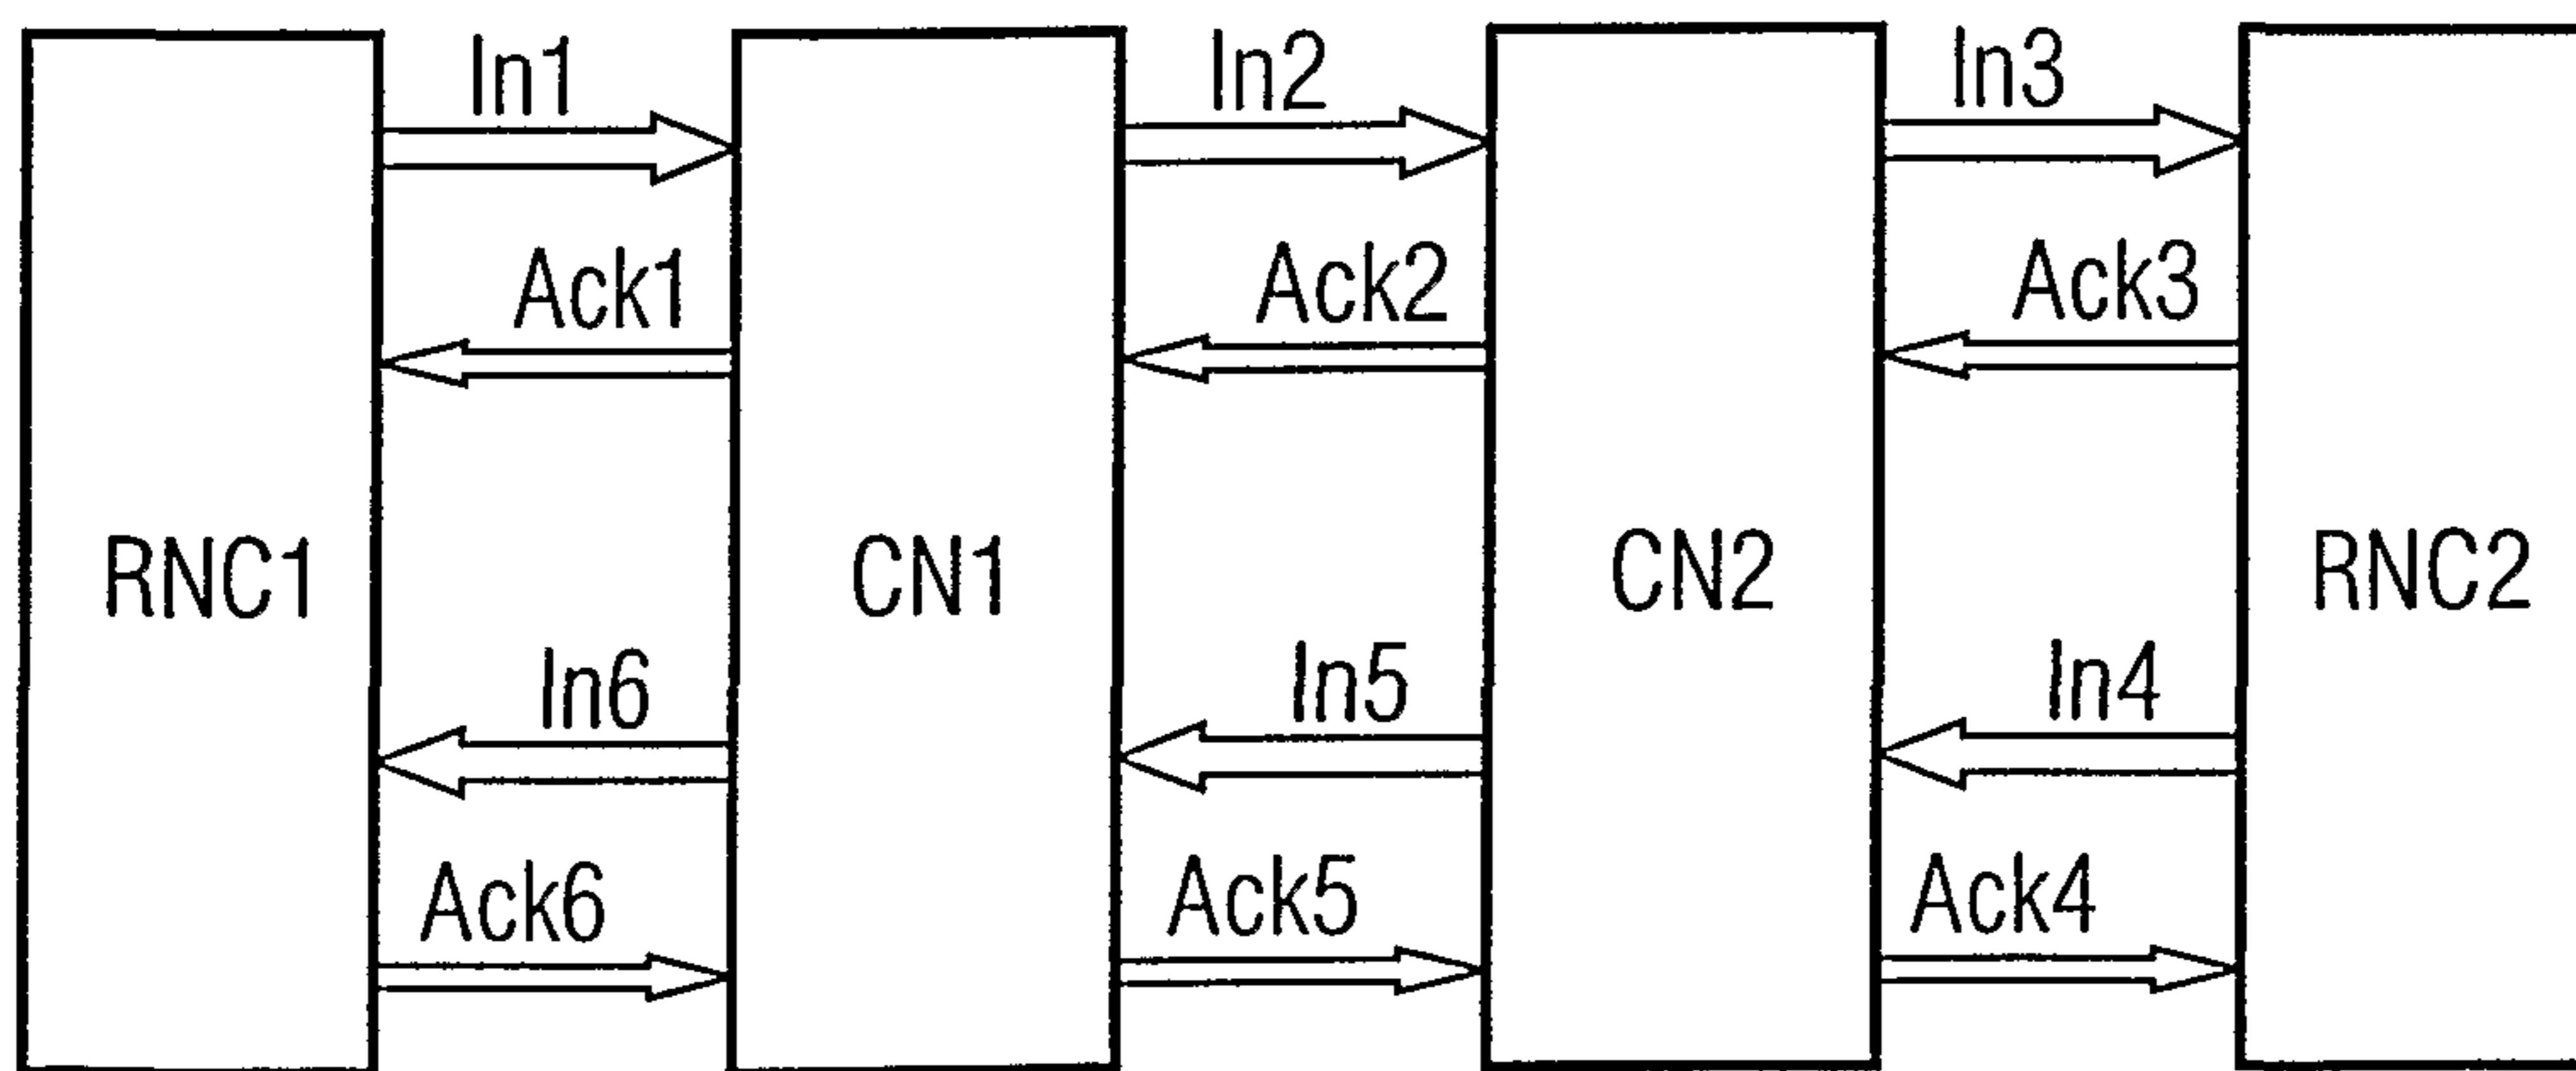 In1 In2 In3
Ack1 Ack2 Ack3
RNC1 CN1 CN2 RNC2
In6 In5 In4
Ack6 Ack5 Ack4